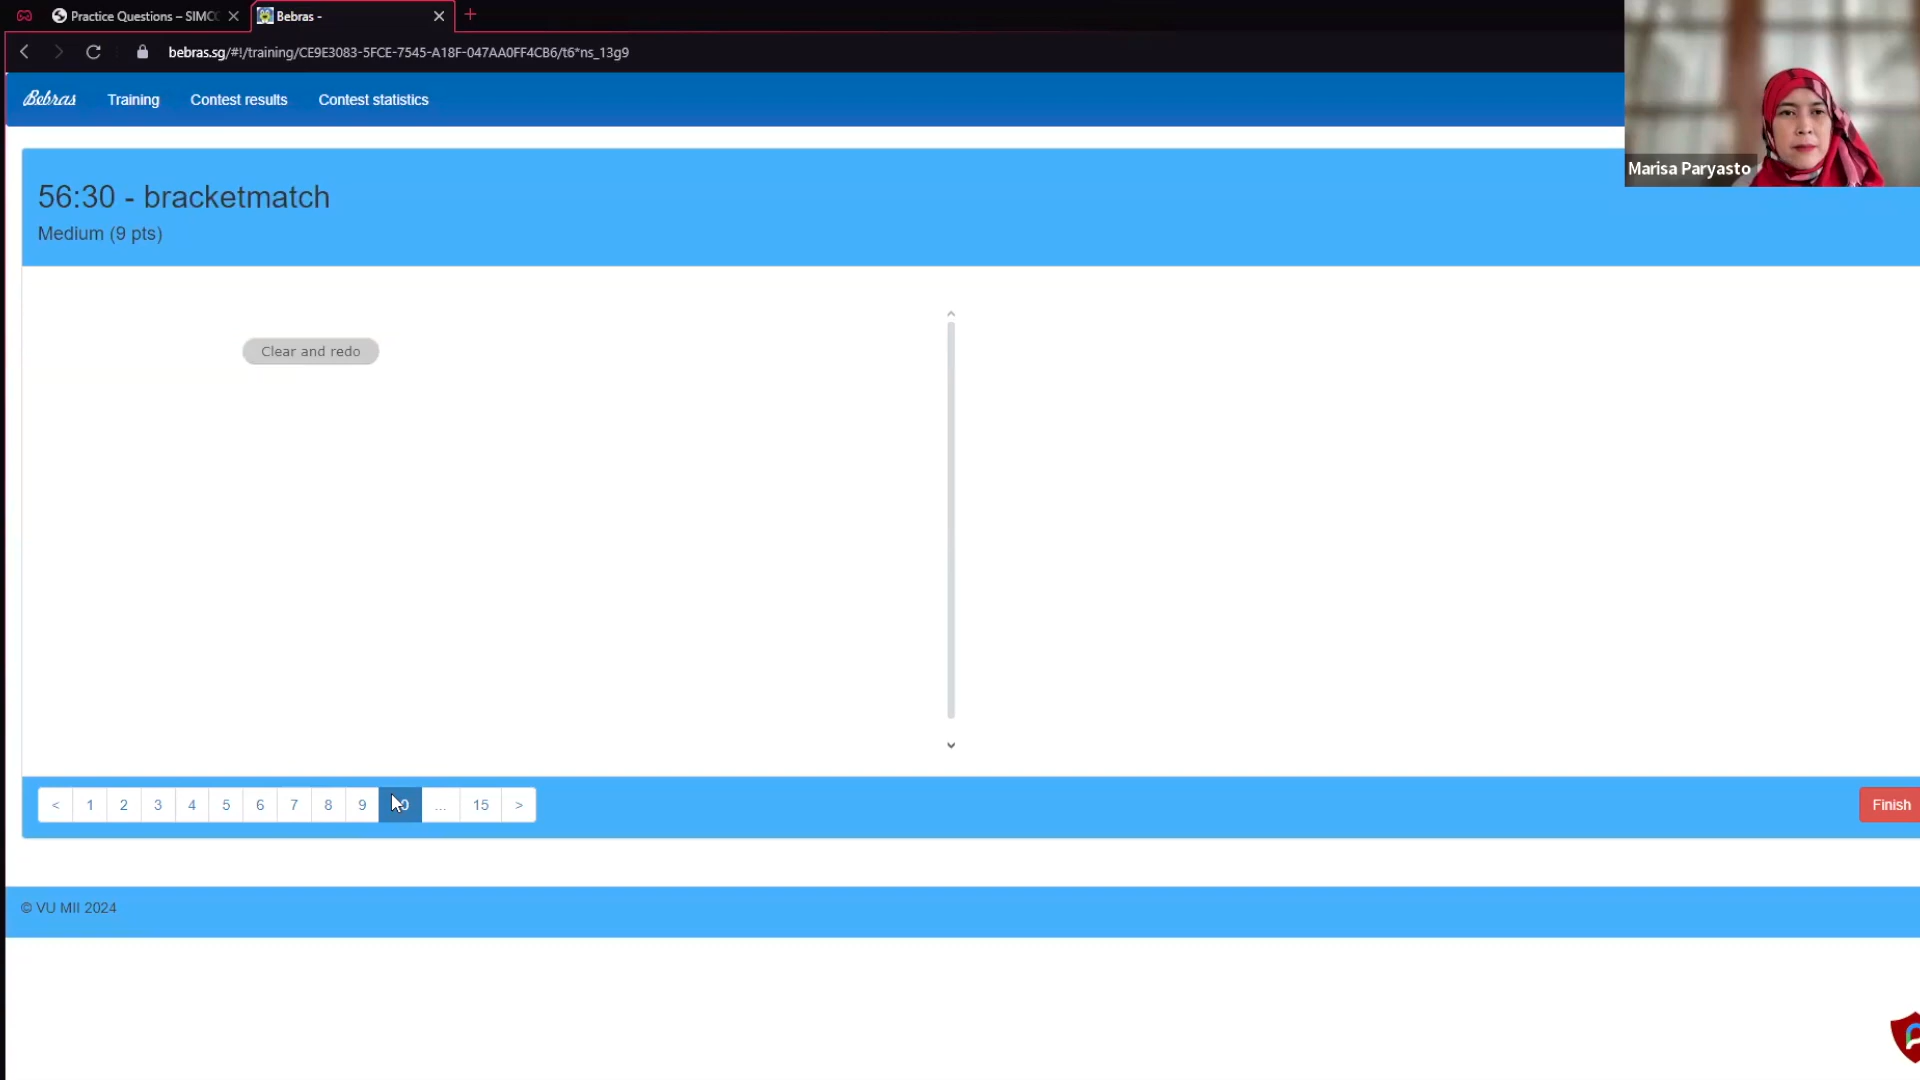 Practice Questions – SIMC
Bebras -
bebras.sg/#!/training/CE9E3083-5FCE-7545-A18F-047AA0FF4CB6/t6*ns_13g9
Bebras Training Contest results Contest statistics
Marisa Paryasto
56:30 - bracketmatch
Medium (9 pts)
Clear and redo
< 1 2 3 4 5 6 7 8 9 ... 15 >
Finish
© VU MII 2024